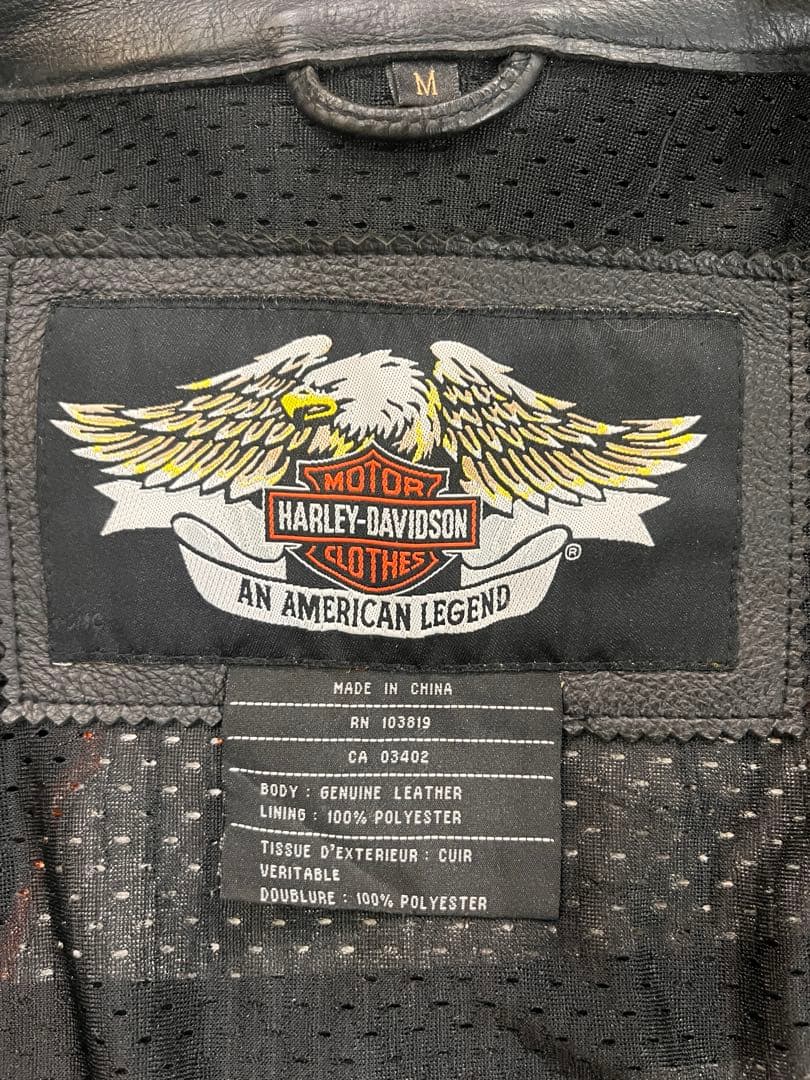 M
MOTOR
HARLEY-DAVIDSON
CLOTHES
®
AN AMERICAN LEGEND
MADE IN CHINA
RN 103819
CA 03402
BODY : GENUINE LEATHER
LINING : 100% POLYESTER
TISSUE D'EXTERIEUR : CUIR
VERITABLE
DOUBLURE : 100% POLYESTER